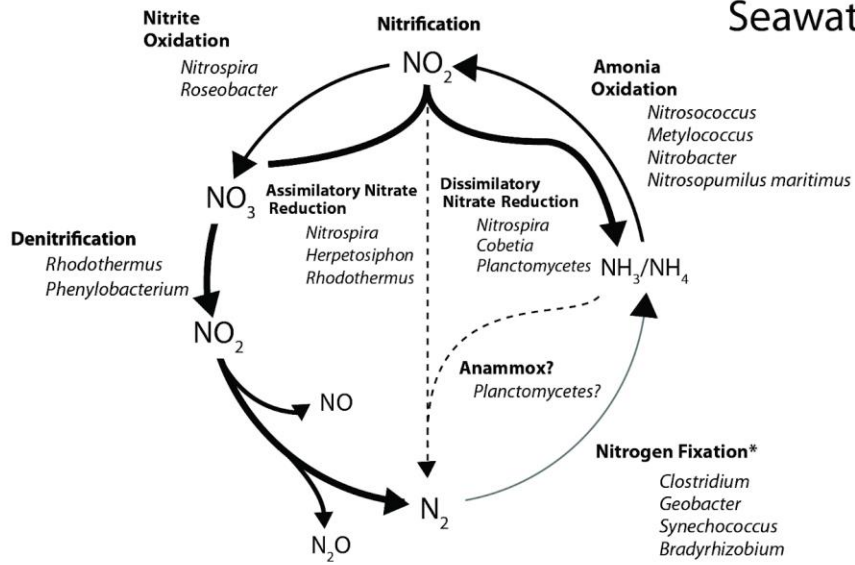 Seawat
Nitrite
Oxidation
Nitrospira
Roseobacter
Nitrification
NO2
Amonia
Oxidation
Nitrosococcus
Metylococcus
Nitrobacter
Nitrosopumilus maritimus
NO3
Assimilatory Nitrate
Reduction
Nitrospira
Herpetosiphon
Rhodothermus
Dissimilatory
Nitrate Reduction
Nitrospira
Cobetia
Planctomycetes
NH3/NH4
Denitrification
Rhodothermus
Phenylobacterium
NO2
Anammox?
Planctomycetes?
NO
Nitrogen Fixation*
Clostridium
Geobacter
Synechococcus
Bradyrhizobium
N2
N2O